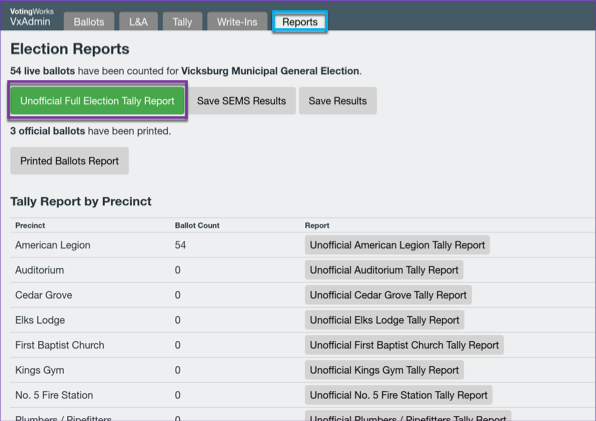 VotingWorks
VxAdmin Ballots L&A Tally Write-Ins Reports
Election Reports
54 live ballots have been counted for Vicksburg Municipal General Election.
Unofficial Full Election Tally Report Save SEMS Results Save Results
3 official ballots have been printed.
Printed Ballots Report
Tally Report by Precinct
Precinct Ballot Count Report
American Legion 54 Unofficial American Legion Tally Report
Auditorium 0 Unofficial Auditorium Tally Report
Cedar Grove 0 Unofficial Cedar Grove Tally Report
Elks Lodge 0 Unofficial Elks Lodge Tally Report
First Baptist Church 0 Unofficial First Baptist Church Tally Report
Kings Gym 0 Unofficial Kings Gym Tally Report
No. 5 Fire Station 0 Unofficial No. 5 Fire Station Tally Report
Plumbers / Pipefitters 0 Unofficial Plumbers / Pipefitters Tally Report